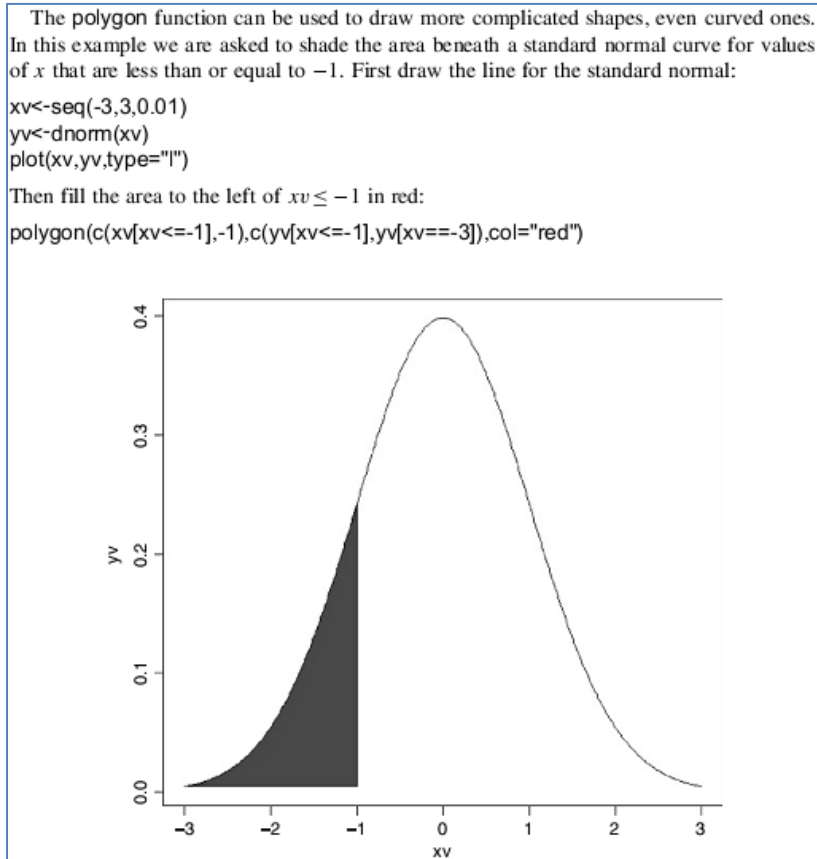 The polygon function can be used to draw more complicated shapes, even curved ones.
In this example we are asked to shade the area beneath a standard normal curve for values
of x that are less than or equal to −1. First draw the line for the standard normal:
xv<-seq(-3,3,0.01)
yv<-dnorm(xv)
plot(xv,yv,type="l")
Then fill the area to the left of xv ≤ −1 in red:
polygon(c(xv[xv<=-1],-1),c(yv[xv<=-1],yv[xv==-3]),col="red")
0.4
0.3
0.2
0.1
0.0
yv
−3 −2 −1 0 1 2 3
xv